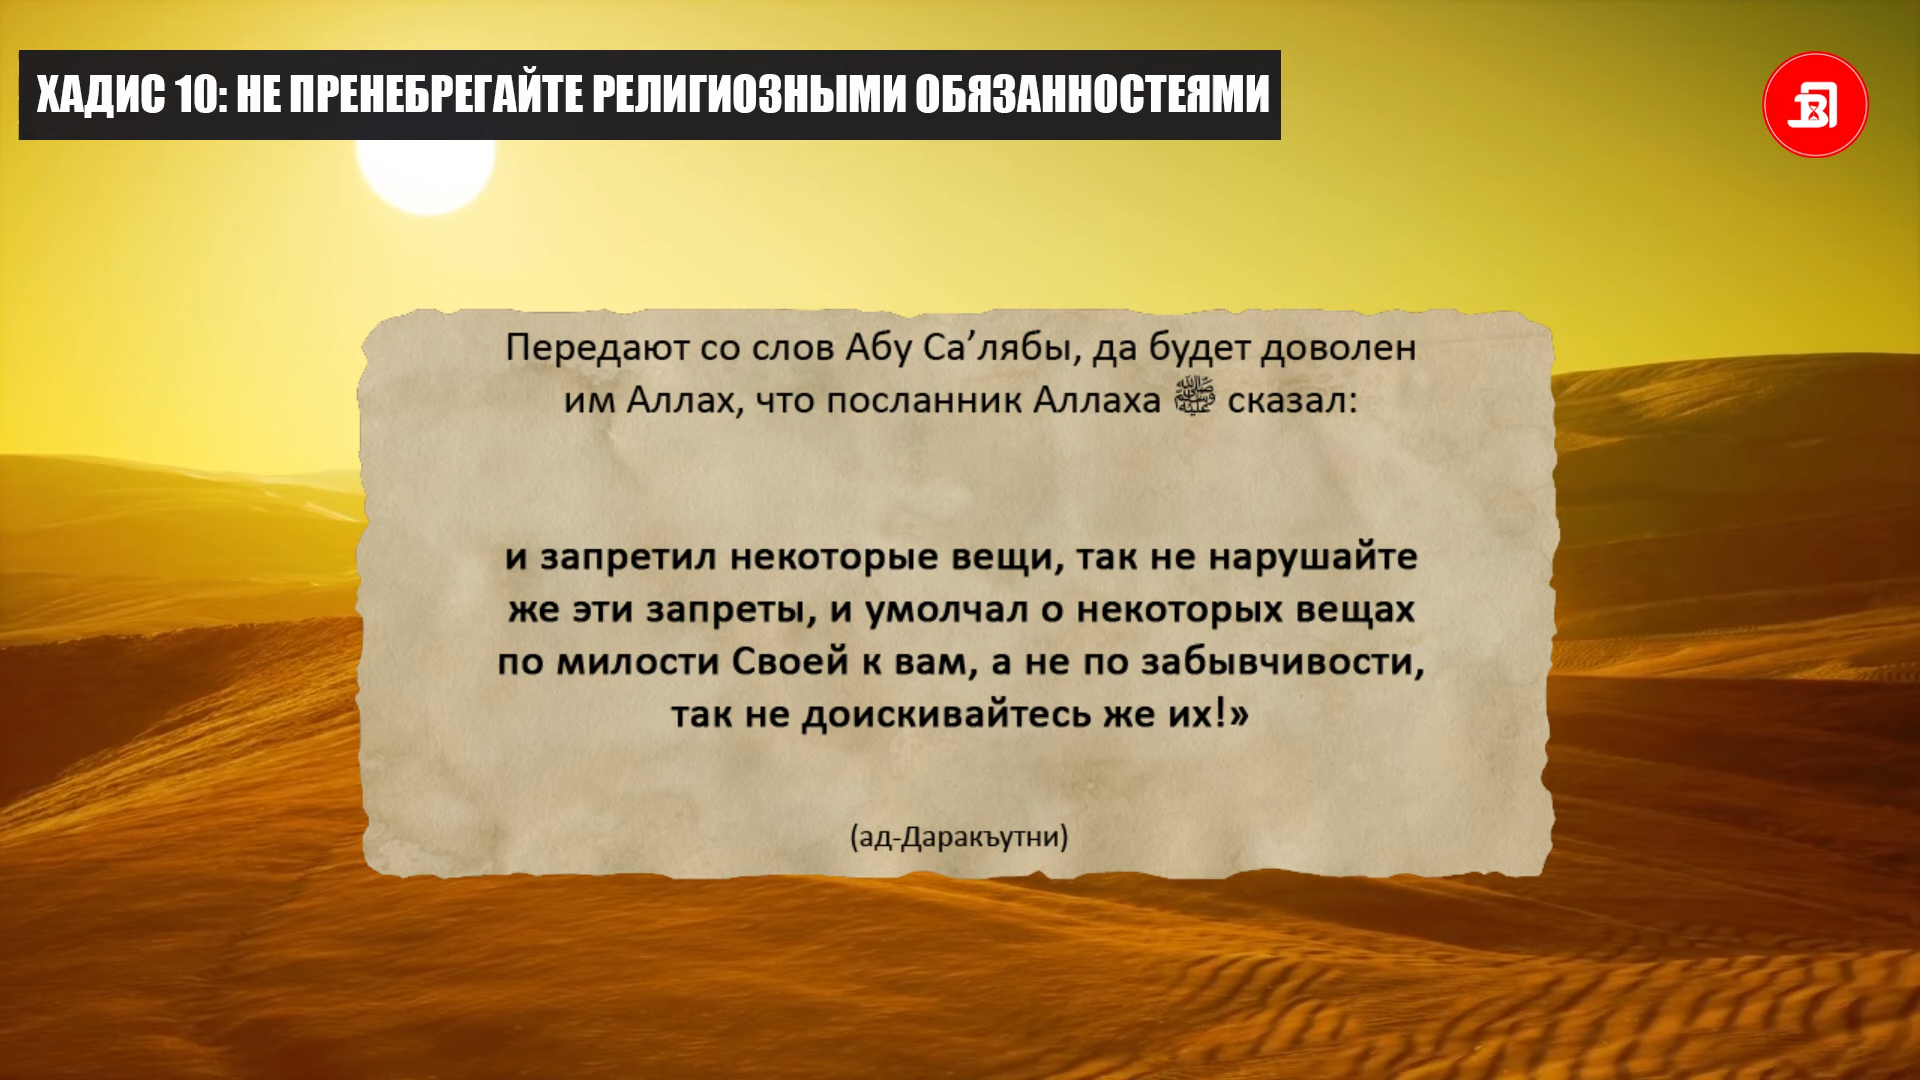 ХАДИС 10: НЕ ПРЕНЕБРЕГАЙТЕ РЕЛИГИОЗНЫМИ ОБЯЗАННОСТЕЯМИ
Передают со слов Абу Са’лябы, да будет доволен
им Аллах, что посланник Аллаха ﷺ сказал:
и запретил некоторые вещи, так не нарушайте
же эти запреты, и умолчал о некоторых вещах
по милости Своей к вам, а не по забывчивости,
так не доискивайтесь же их!»
(ад-Даракъутни)